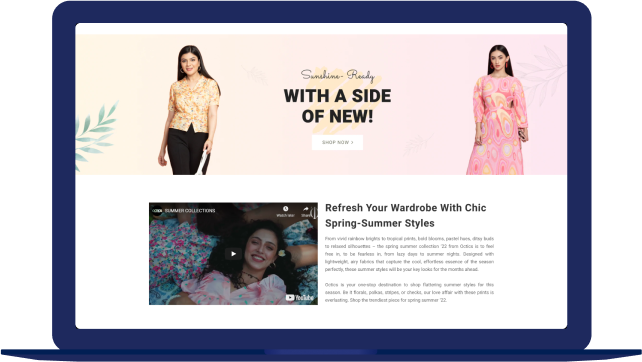 Sunshine- Ready
WITH A SIDE
OF NEW!
SHOP NOW >
SUMMER COLLECTIONS
Watch later
Share
YouTube
Refresh Your Wardrobe With Chic
Spring-Summer Styles
From vivid rainbow brights to tropical prints, bold blooms, pastel hues, ditsy buds
to relaxed silhouettes – the spring summer collection '22 from Octics is to feel
free in, to be fearless in, from lazy days to summer nights. Designed with
lightweight, airy fabrics that capture the cool, effortless essence of the season
perfectly, these summer styles will be your key looks for the months ahead.
Octics is your one-stop destination to shop flattering summer styles for this
season. Be it florals, polkas, stripes, or checks, our love affair with these prints is
everlasting. Shop the trendiest piece for spring summer '22.